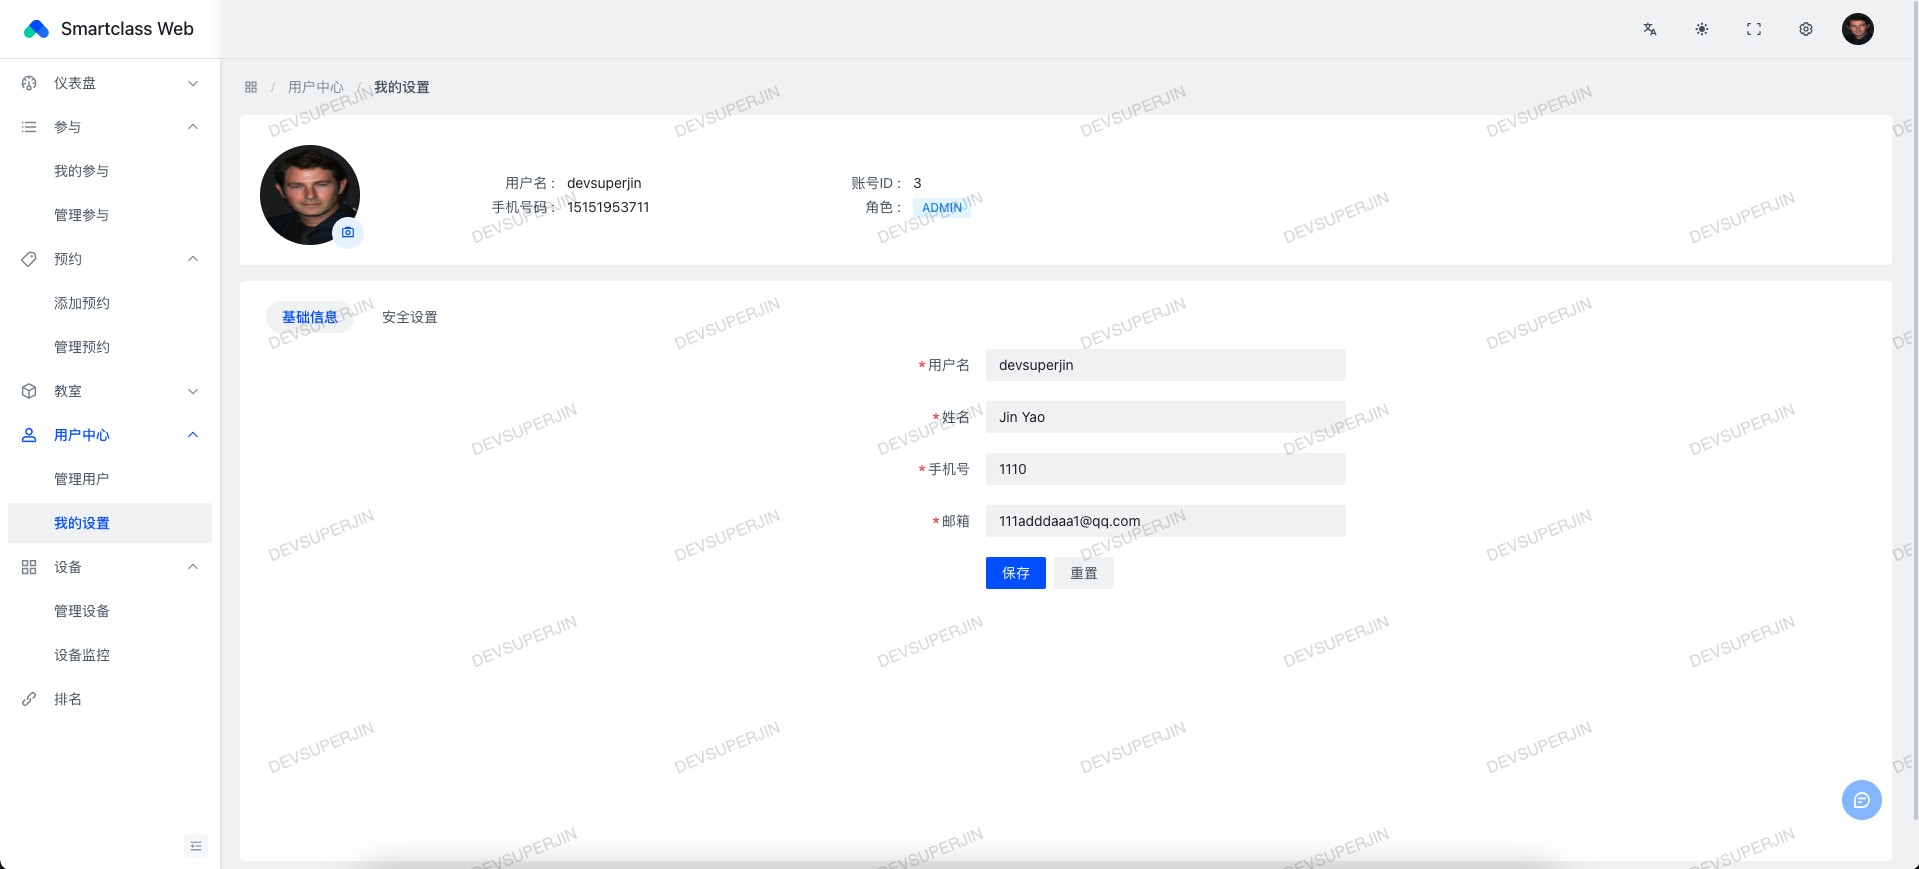 Smartclass Web
仪表盘
参与
我的参与
管理参与
预约
添加预约
管理预约
教室
用户中心
管理用户
我的设置
设备
管理设备
设备监控
排名
/ 用户中心 / 我的设置
用户名 : devsuperjin 账号ID : 3
手机号码 : 15151953711 角色 : ADMIN
基础信息 安全设置
* 用户名 devsuperjin
* 姓名 Jin Yao
* 手机号 1110
* 邮箱 111adddaaa1@qq.com
保存 重置
DEVSUPERJIN DEVSUPERJIN DEVSUPERJIN DEVSUPERJIN DE
DEVSUPERJIN DEVSUPERJIN DEVSUPERJIN DEVSUPERJIN
DEVSUPERJIN DEVSUPERJIN DEVSUPERJIN DEVSUPERJIN DE
DEVSUPERJIN DEVSUPERJIN DEVSUPERJIN DEVSUPERJIN
DEVSUPERJIN DEVSUPERJIN DEVSUPERJIN DEVSUPERJIN DE
DEVSUPERJIN DEVSUPERJIN DEVSUPERJIN DEVSUPERJIN
DEVSUPERJIN DEVSUPERJIN DEVSUPERJIN DEVSUPERJIN DE
DEVSUPERJIN DEVSUPERJIN DEVSUPERJIN DEVSUPERJIN